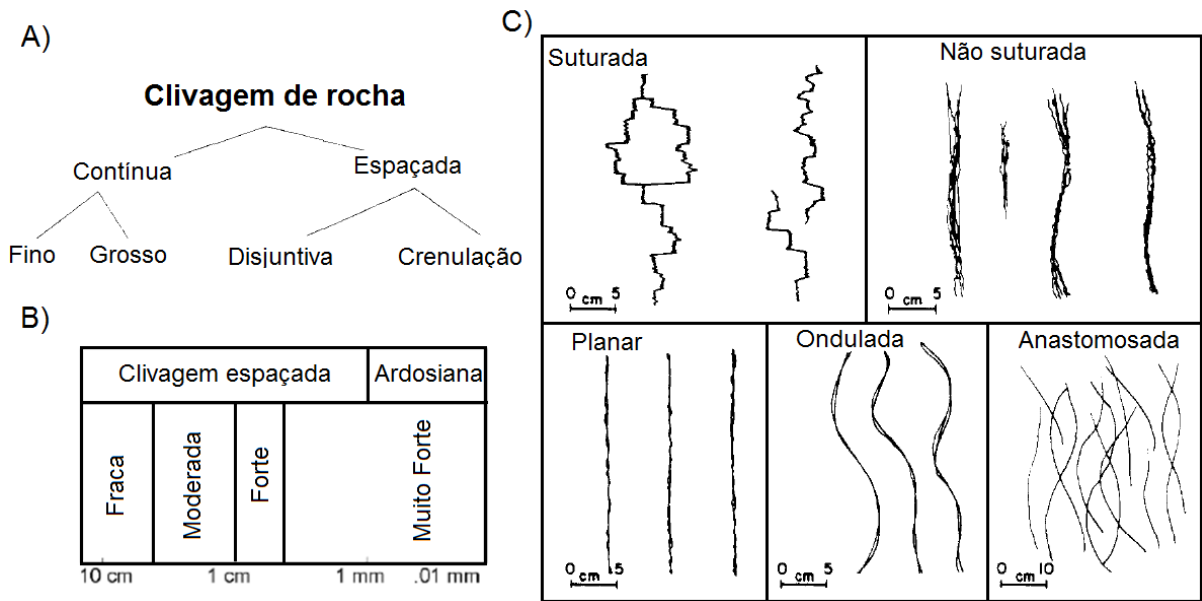 A)
Clivagem de rocha
Contínua
Espaçada
Fino
Grosso
Disjuntiva
Crenulação
B)
Clivagem espaçada
Ardosiana
Fraca
Moderada
Forte
Muito Forte
10 cm
1 cm
1 mm
.01 mm
C)
Suturada
0 cm 5
Não suturada
0 cm 5
Planar
0 cm 5
Ondulada
0 cm 5
Anastomosada
0 cm 10